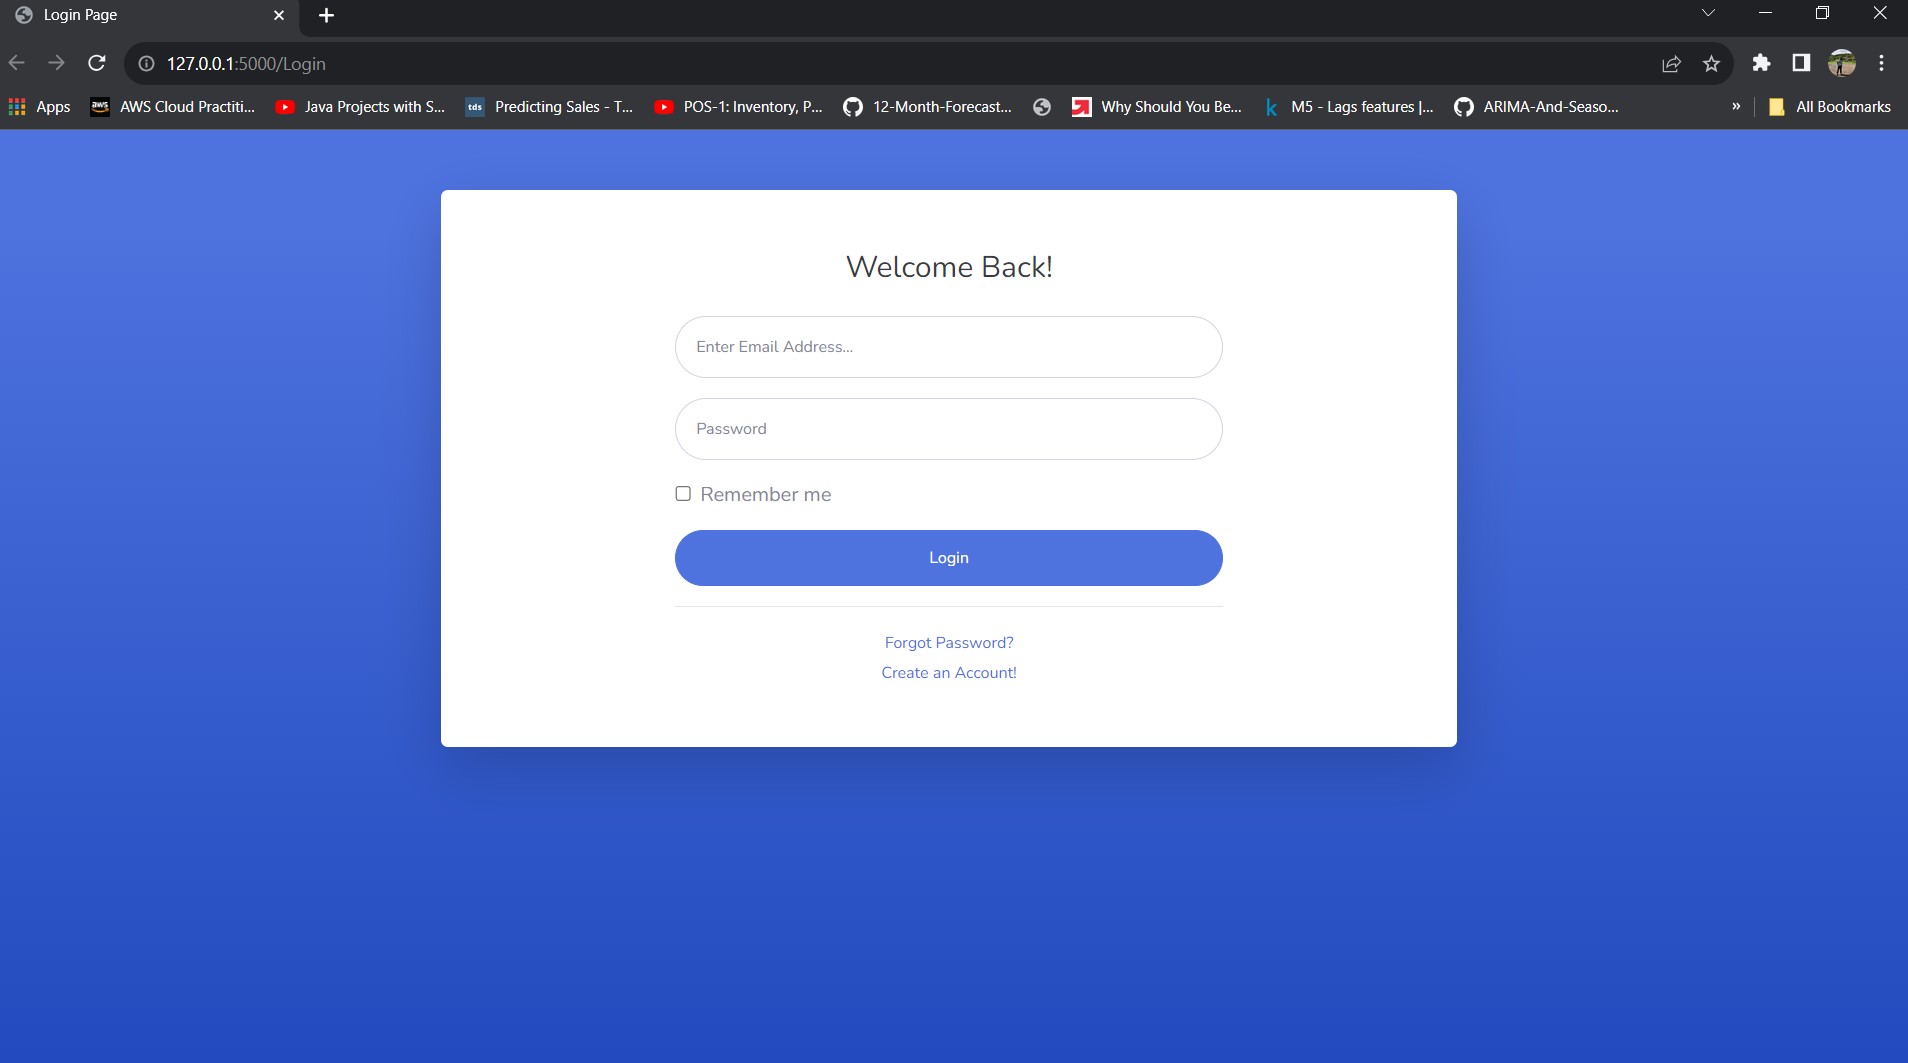 Login Page
127.0.0.1:5000/Login
Apps
aws AWS Cloud Practiti...
Java Projects with S...
tds Predicting Sales - T...
POS-1: Inventory, P...
12-Month-Forecast...
Why Should You Be...
k M5 - Lags features |...
ARIMA-And-Seaso...
»
All Bookmarks
Welcome Back!
Enter Email Address...
Password
Remember me
Login
Forgot Password?
Create an Account!